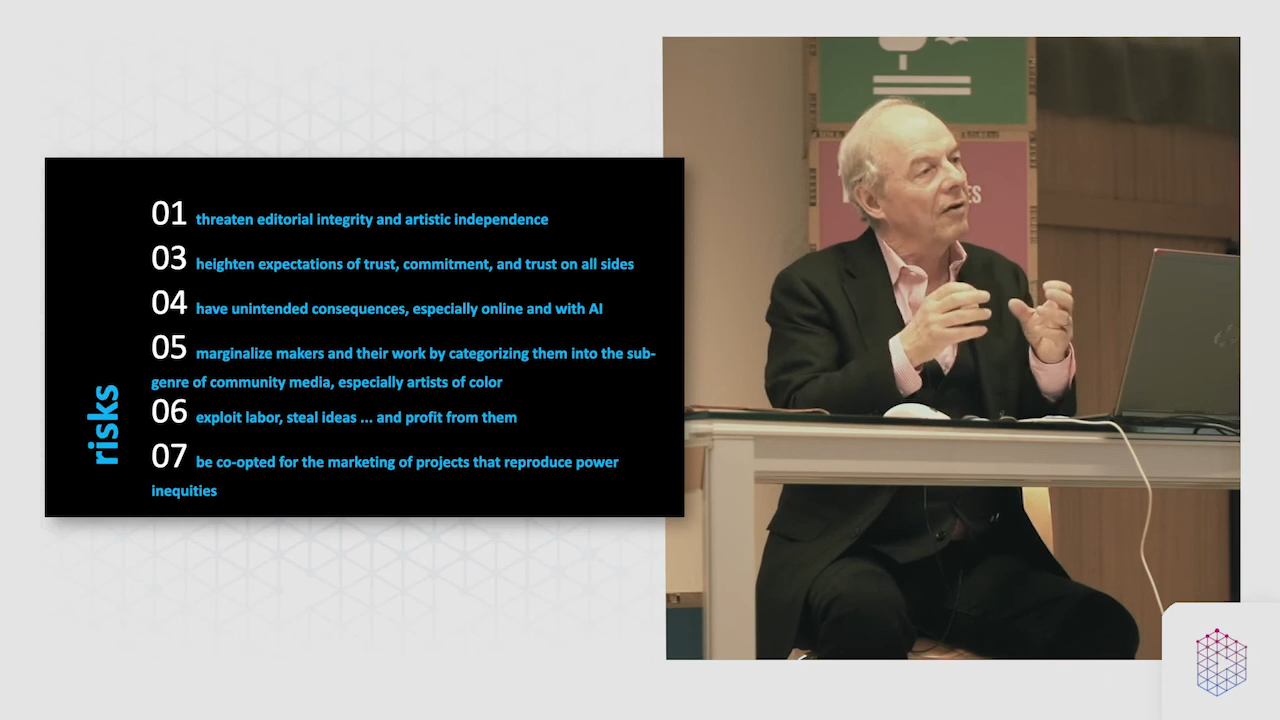 01 threaten editorial integrity and artistic independence
03 heighten expectations of trust, commitment, and trust on all sides
04 have unintended consequences, especially online and with AI
05 marginalize makers and their work by categorizing them into the sub-
genre of community media, especially artists of color
06 exploit labor, steal ideas ... and profit from them
07 be co-opted for the marketing of projects that reproduce power
inequities
risks